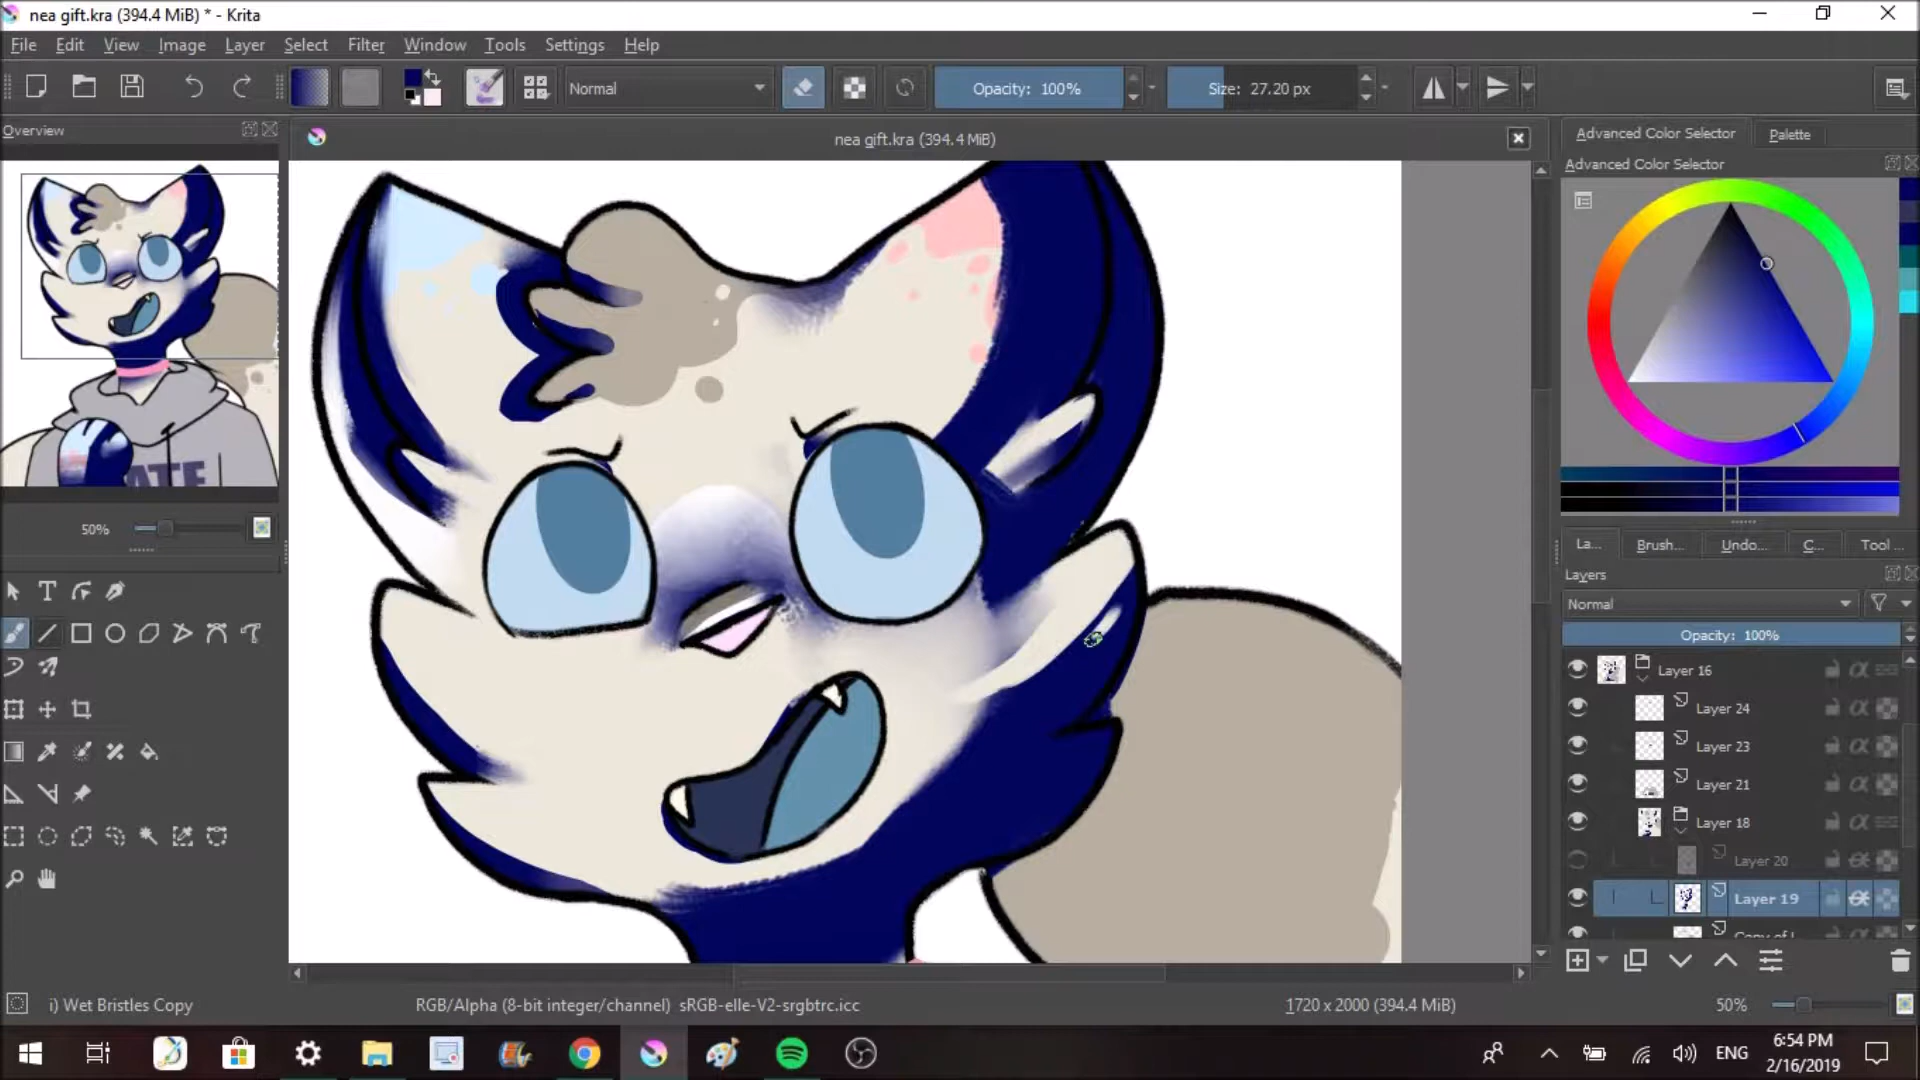 nea gift.kra (394.4 MiB) * - Krita
File Edit View Image Layer Select Filter Window Tools Settings Help
Normal Opacity: 100% Size: 27.20 px
Overview
nea gift.kra (394.4 MiB)
Advanced Color Selector Palette
Advanced Color Selector
ATE
50%
La... Brush... Undo... C... Tool ...
Layers
Normal
Opacity: 100%
Layer 16
Layer 24
Layer 23
Layer 21
Layer 18
Layer 20
Layer 19
i) Wet Bristles Copy RGB/Alpha (8-bit integer/channel) sRGB-elle-V2-srgbtrc.icc 1720 x 2000 (394.4 MiB) 50%
ENG 6:54 PM
2/16/2019